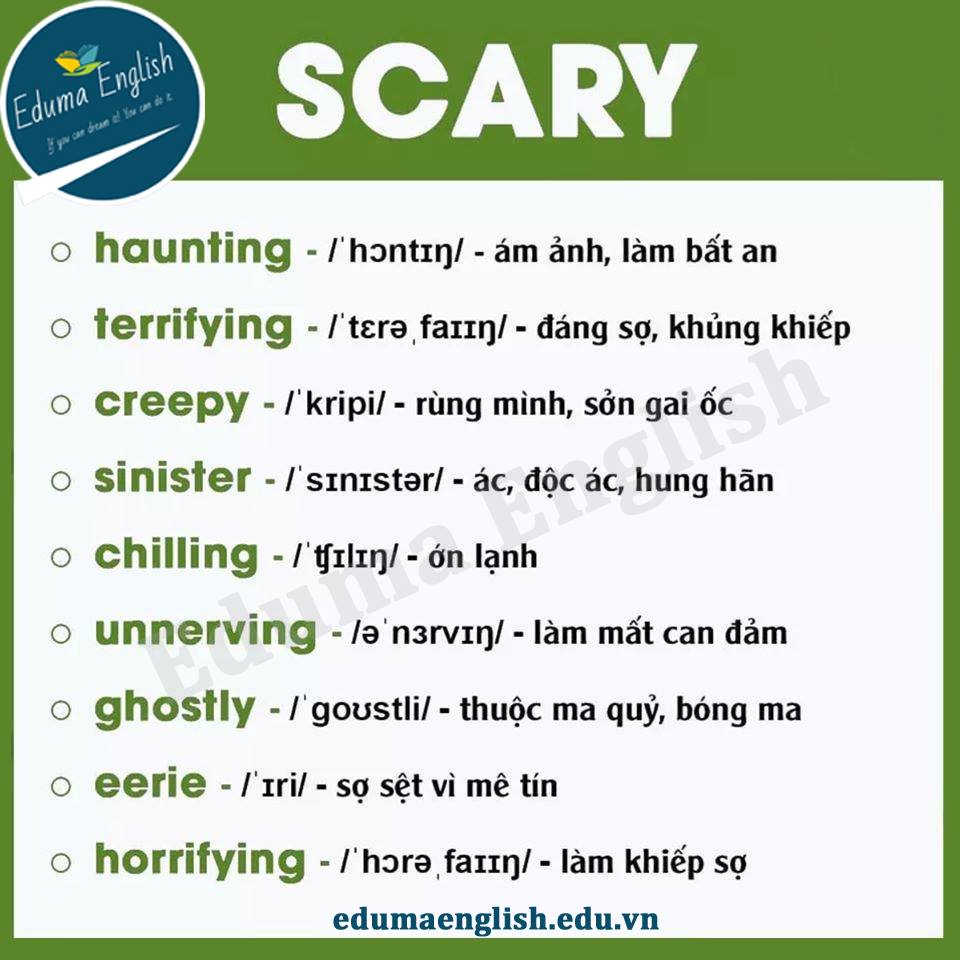 Eduma English
If you can dream it! You can do it.
SCARY
haunting - /ˈhɔntɪŋ/ - ám ảnh, làm bất an
terrifying - /ˈtɛrəˌfaɪɪŋ/ - đáng sợ, khủng khiếp
creepy - /ˈkripi/ - rùng mình, sởn gai ốc
sinister - /ˈsɪnɪstər/ - ác, độc ác, hung hãn
chilling - /ˈʧɪlɪŋ/ - ớn lạnh
unnerving - /əˈnɜrvɪŋ/ - làm mất can đảm
ghostly - /ˈgoʊstli/ - thuộc ma quỷ, bóng ma
eerie - /ˈɪri/ - sợ sệt vì mê tín
horrifying - /ˈhɔrəˌfaɪɪŋ/ - làm khiếp sợ
Eduma English
edumaenglish.edu.vn